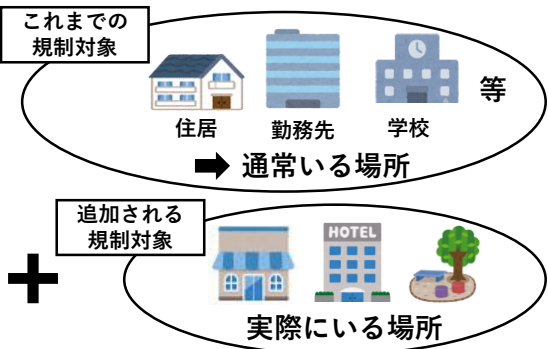 これまでの
規制対象
住居
勤務先
学校
等
➡ 通常いる場所
追加される
規制対象
+
HOTEL
実際にいる場所